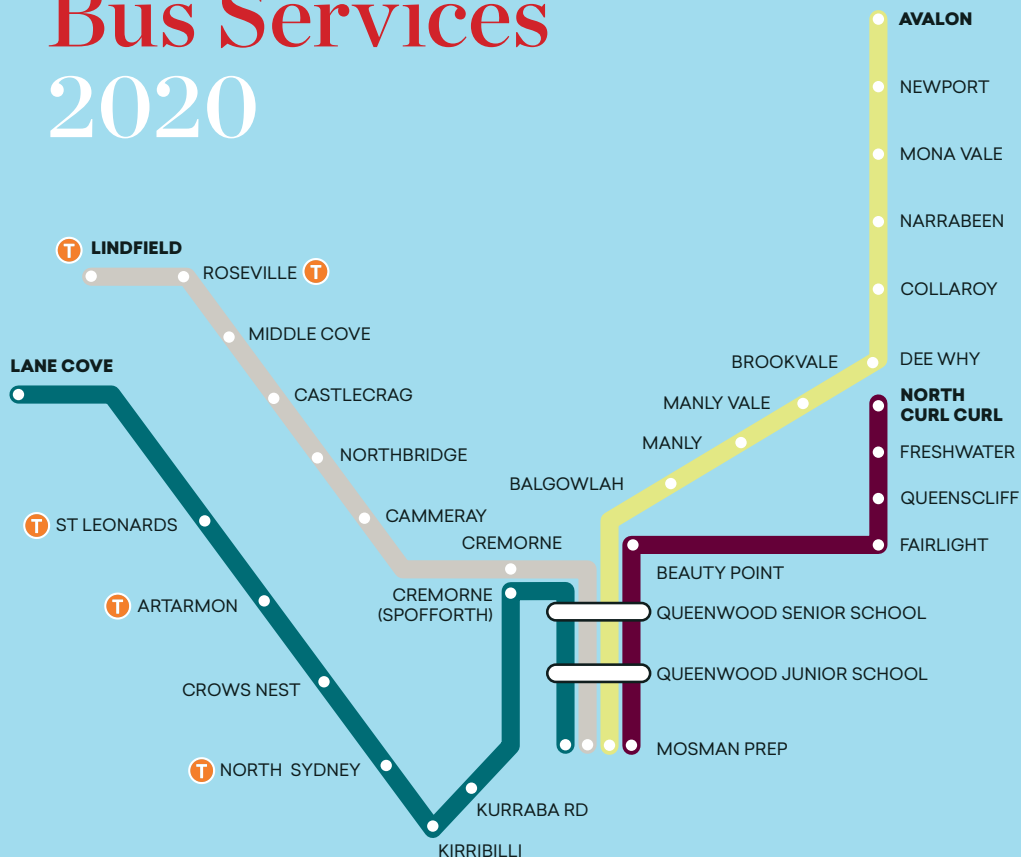 Bus Services
2020
AVALON
NEWPORT
MONA VALE
NARRABEEN
COLLAROY
DEE WHY
BROOKVALE
MANLY VALE
MANLY
BALGOWLAH
NORTH
CURL CURL
FRESHWATER
QUEENSCLIFF
FAIRLIGHT
BEAUTY POINT
T LINDFIELD
ROSEVILLE T
MIDDLE COVE
CASTLECRAG
NORTHBRIDGE
CAMMERAY
CREMORNE
LANE COVE
T ST LEONARDS
T ARTARMON
CROWS NEST
T NORTH SYDNEY
KIRRIBILLI
KURRABA RD
CREMORNE
(SPOFFORTH)
QUEENWOOD SENIOR SCHOOL
QUEENWOOD JUNIOR SCHOOL
MOSMAN PREP